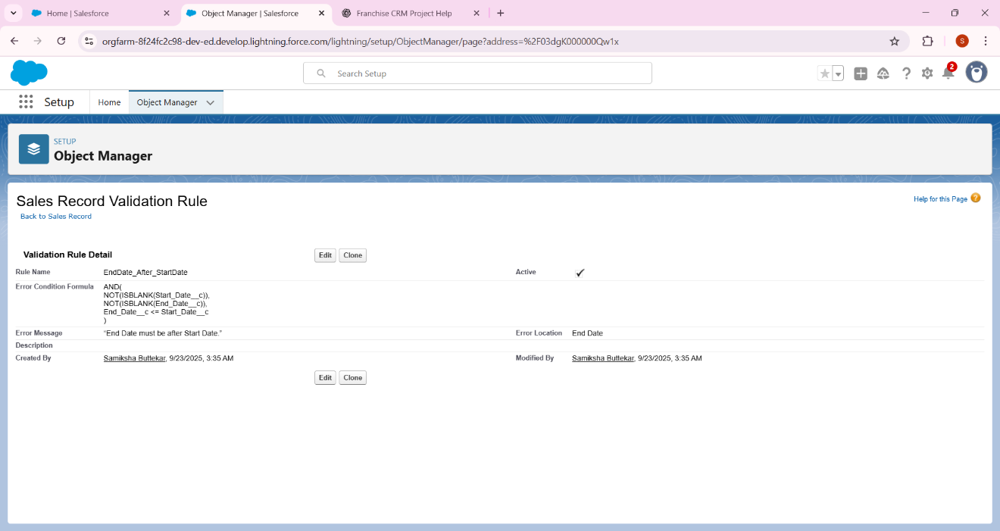 Home | Salesforce
Object Manager | Salesforce
Franchise CRM Project Help
orgfarm-8f24fc2c98-dev-ed.develop.lightning.force.com/lightning/setup/ObjectManager/page?address=%2F03dgK000000Qw1x
S
Search Setup
2
Setup
Home
Object Manager
SETUP
Object Manager
Sales Record Validation Rule
Help for this Page
Back to Sales Record
Validation Rule Detail
Edit
Clone
Rule Name
EndDate_After_StartDate
Active
Error Condition Formula
AND(
NOT(ISBLANK(Start_Date__c)),
NOT(ISBLANK(End_Date__c)),
End_Date__c <= Start_Date__c
)
Error Message
“End Date must be after Start Date.”
Error Location
End Date
Description
Created By
Samiksha Buttekar, 9/23/2025, 3:35 AM
Modified By
Samiksha Buttekar, 9/23/2025, 3:35 AM
Edit
Clone